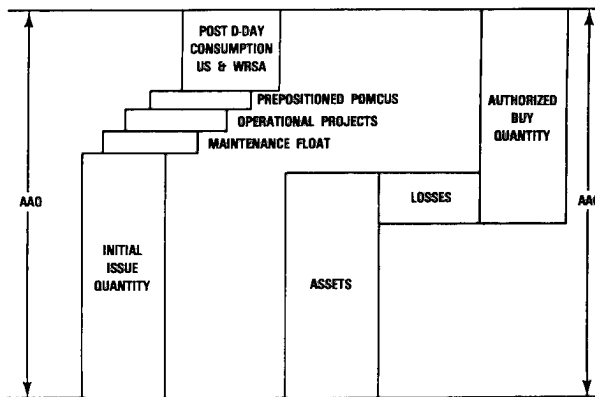 POST D-DAY
CONSUMPTION
US & WRSA
PREPOSITIONED POMCUS
OPERATIONAL PROJECTS
MAINTENANCE FLOAT
AUTHORIZED
BUY
QUANTITY
LOSSES
AAO
AAO
INITIAL
ISSUE
QUANTITY
ASSETS